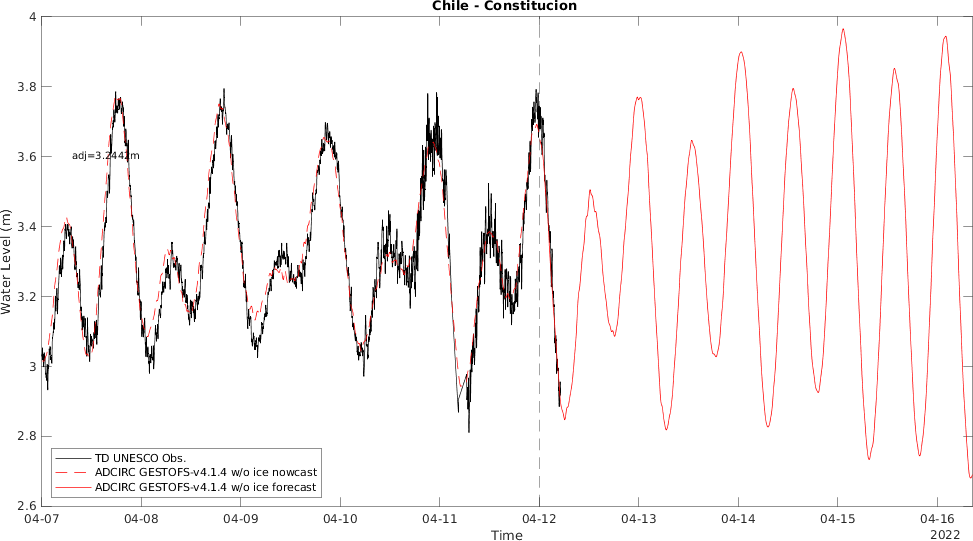 Chile - Constitucion
4
3.8
3.6
3.4
3.2
3
2.8
2.6
Water Level (m)
adj=3.2442m
TD UNESCO Obs.
ADCIRC GESTOFS-v4.1.4 w/o ice nowcast
ADCIRC GESTOFS-v4.1.4 w/o ice forecast
04-07 04-08 04-09 04-10 04-11 04-12 04-13 04-14 04-15 04-16
Time
2022